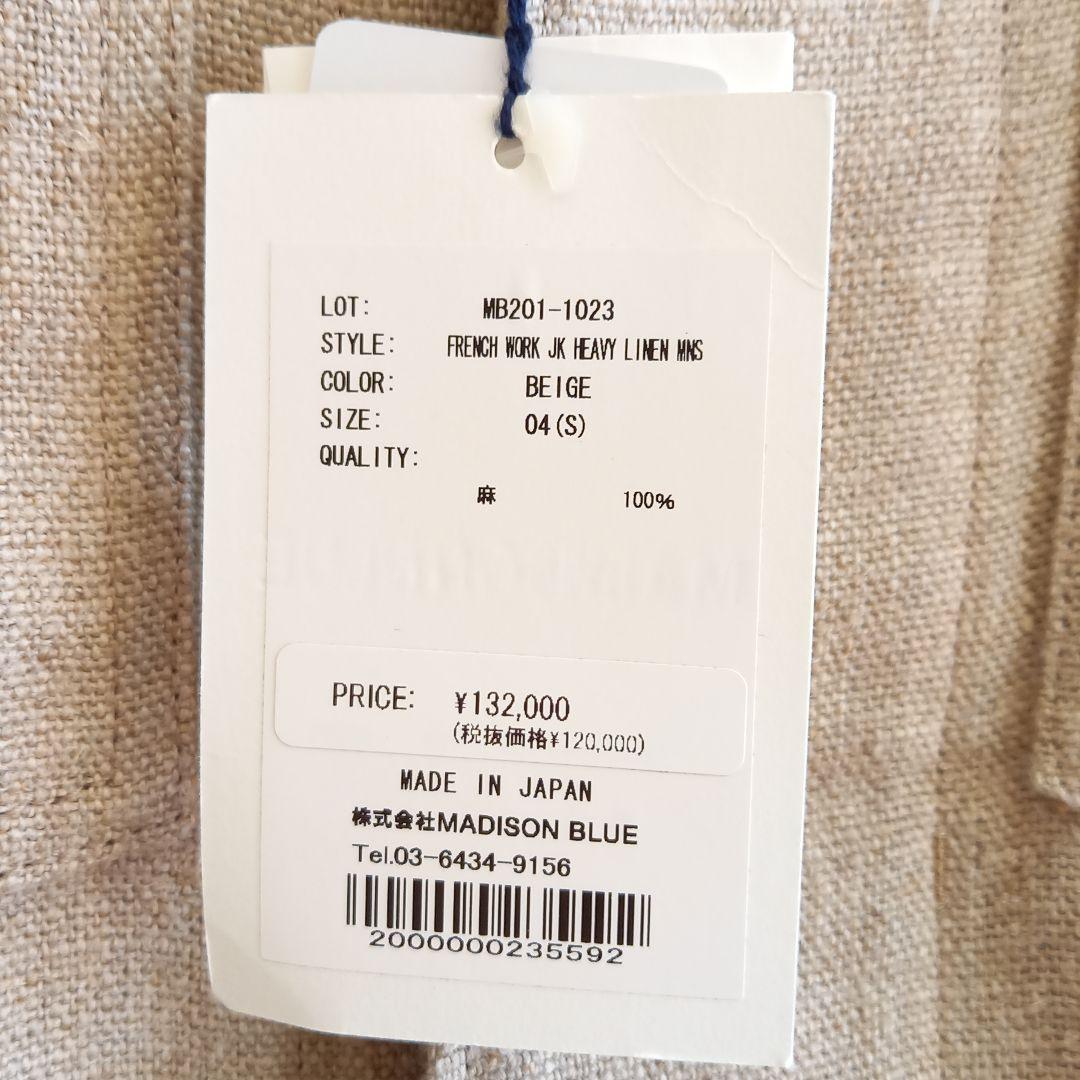 LOT: MB201-1023
STYLE: FRENCH WORK JK HEAVY LINEN MNS
COLOR: BEIGE
SIZE: 04(S)
QUALITY:
麻 100%
PRICE: ¥132,000
(税抜価格¥120,000)
MADE IN JAPAN
株式会社MADISON BLUE
Tel.03-6434-9156
2000000235592